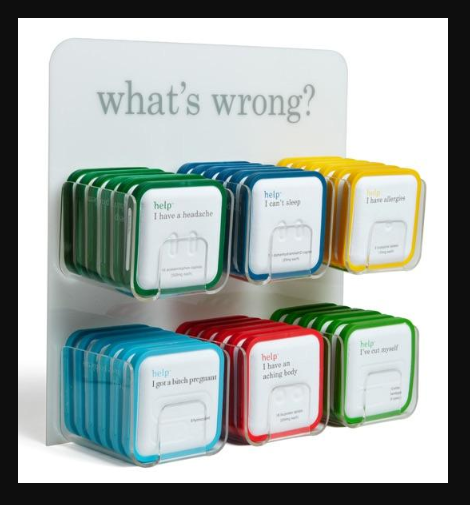 what's wrong?
help
I have a headache
help
I can't sleep
help
I have allergies
help
I got a bitch pregnant
help
I have an
aching body
help
I've cut myself